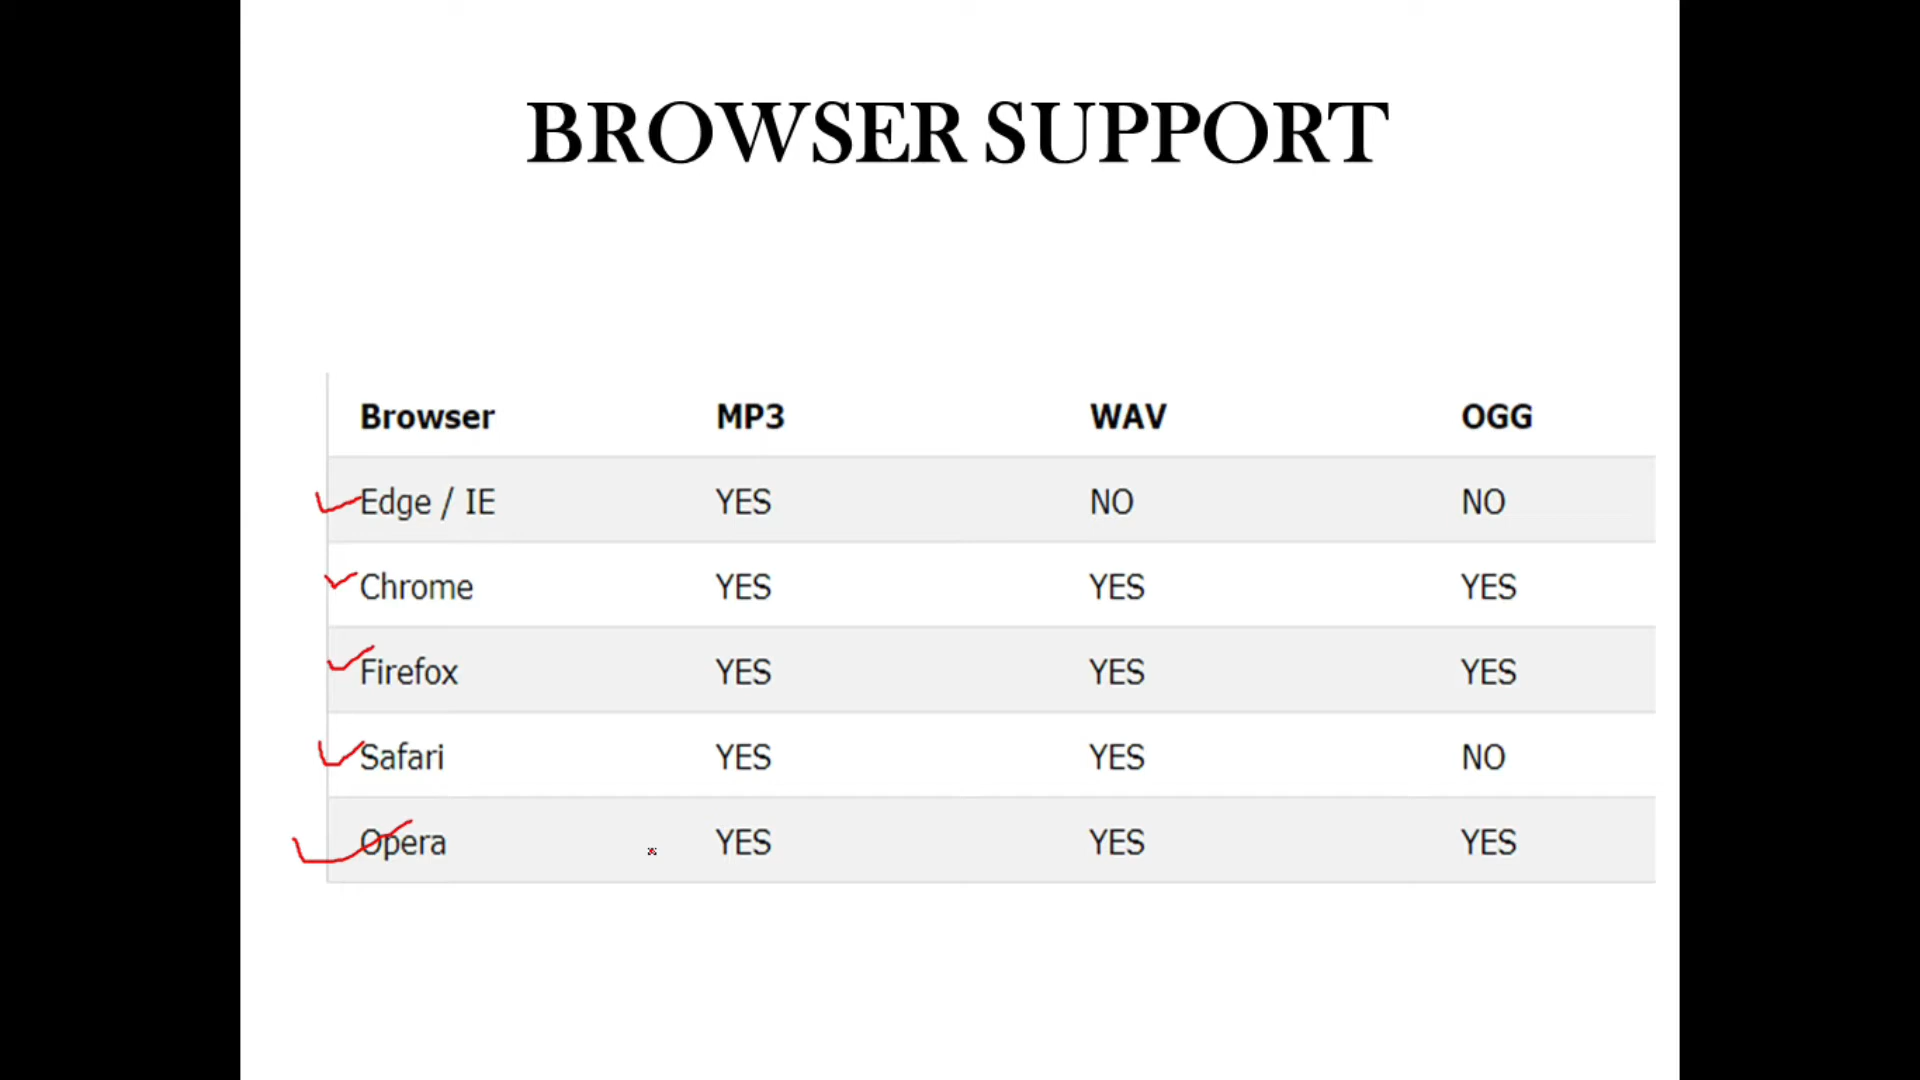 BROWSER SUPPORT
Browser MP3 WAV OGG
Edge / IE YES NO NO
Chrome YES YES YES
Firefox YES YES YES
Safari YES YES NO
Opera YES YES YES